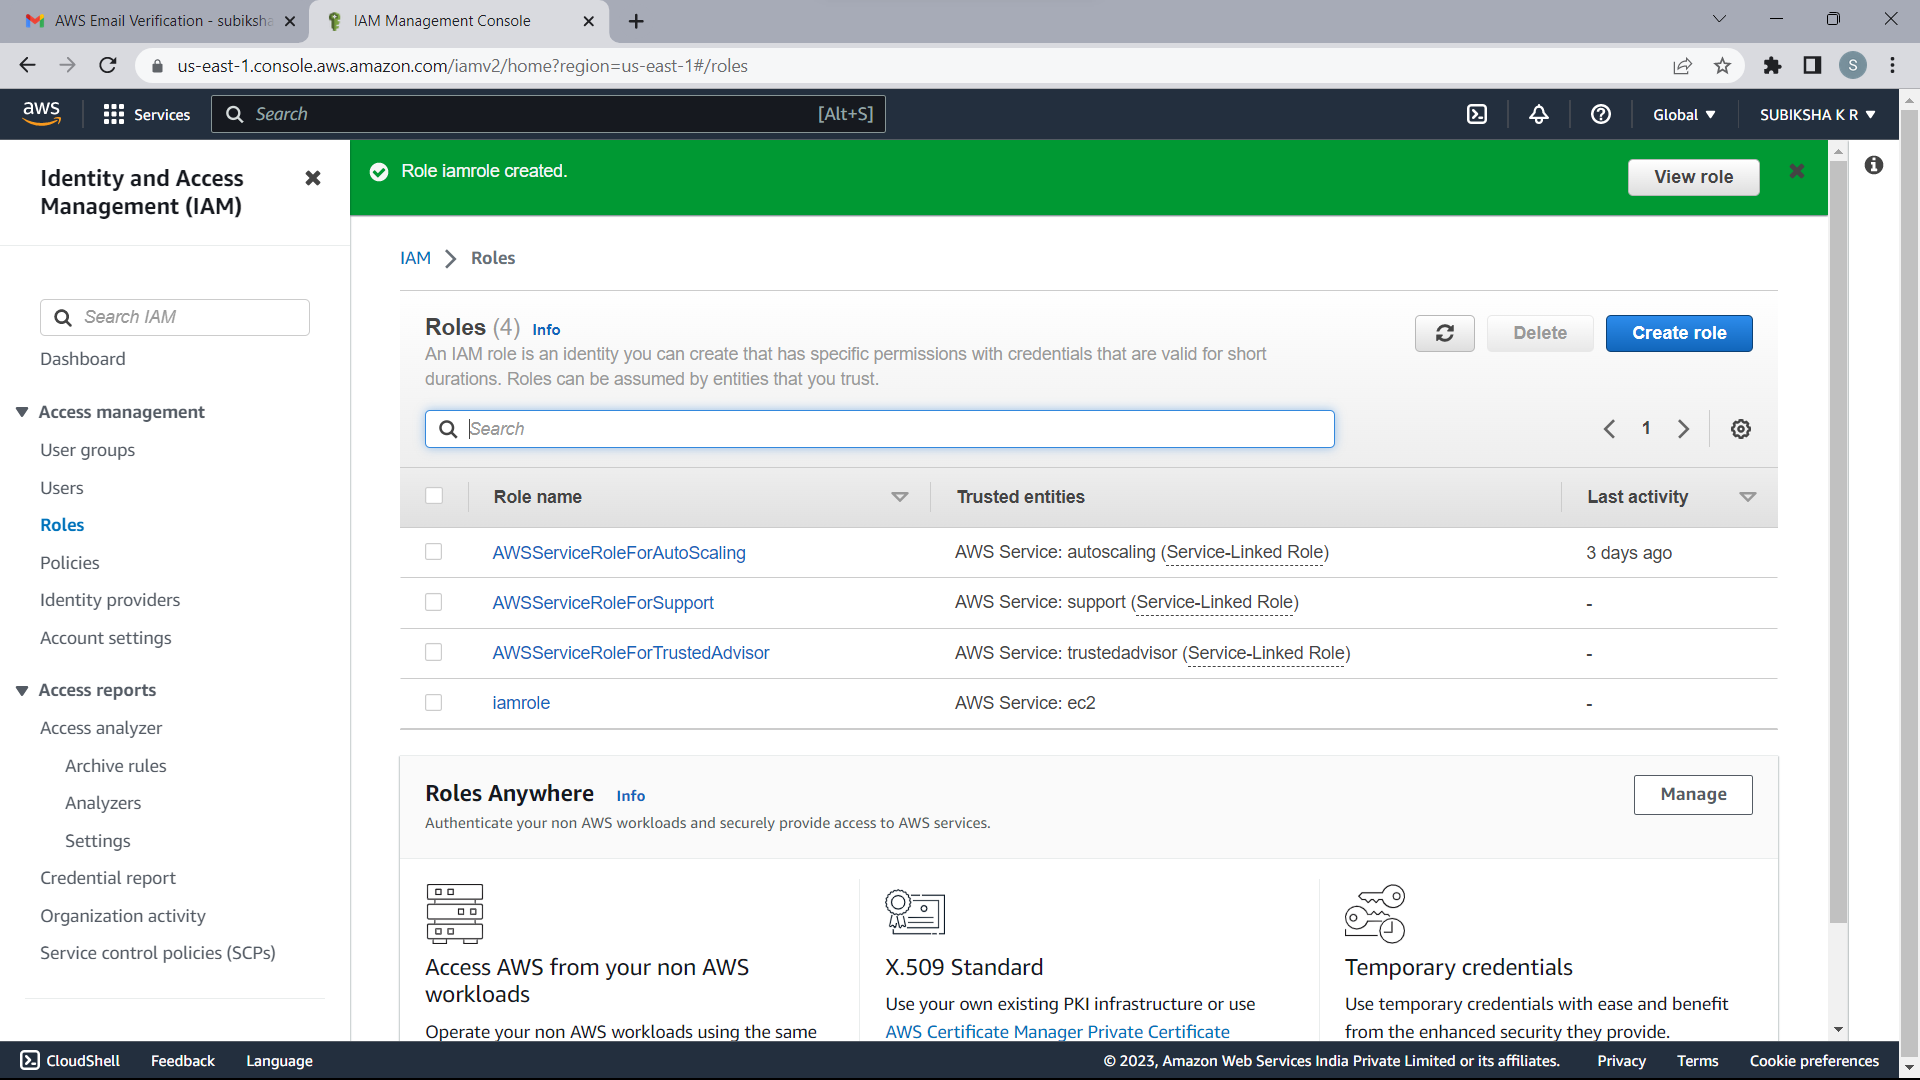 AWS Email Verification - subiksha
IAM Management Console
us-east-1.console.aws.amazon.com/iamv2/home?region=us-east-1#/roles
S
aws
Services
Search
[Alt+S]
Global
SUBIKSHA K R
Identity and Access
Management (IAM)
Search IAM
Dashboard
Access management
User groups
Users
Roles
Policies
Identity providers
Account settings
Access reports
Access analyzer
Archive rules
Analyzers
Settings
Credential report
Organization activity
Service control policies (SCPs)
Role iamrole created.
View role
IAM
Roles
Roles (4) Info
An IAM role is an identity you can create that has specific permissions with credentials that are valid for short
durations. Roles can be assumed by entities that you trust.
Delete
Create role
Search
1
Role name Trusted entities Last activity
AWSServiceRoleForAutoScaling AWS Service: autoscaling (Service-Linked Role) 3 days ago
AWSServiceRoleForSupport AWS Service: support (Service-Linked Role) -
AWSServiceRoleForTrustedAdvisor AWS Service: trustedadvisor (Service-Linked Role) -
iamrole AWS Service: ec2 -
Roles Anywhere Info
Authenticate your non AWS workloads and securely provide access to AWS services.
Manage
Access AWS from your non AWS
workloads
Operate your non AWS workloads using the same
X.509 Standard
Use your own existing PKI infrastructure or use
AWS Certificate Manager Private Certificate
Temporary credentials
Use temporary credentials with ease and benefit
from the enhanced security they provide.
CloudShell
Feedback
Language
© 2023, Amazon Web Services India Private Limited or its affiliates.
Privacy
Terms
Cookie preferences